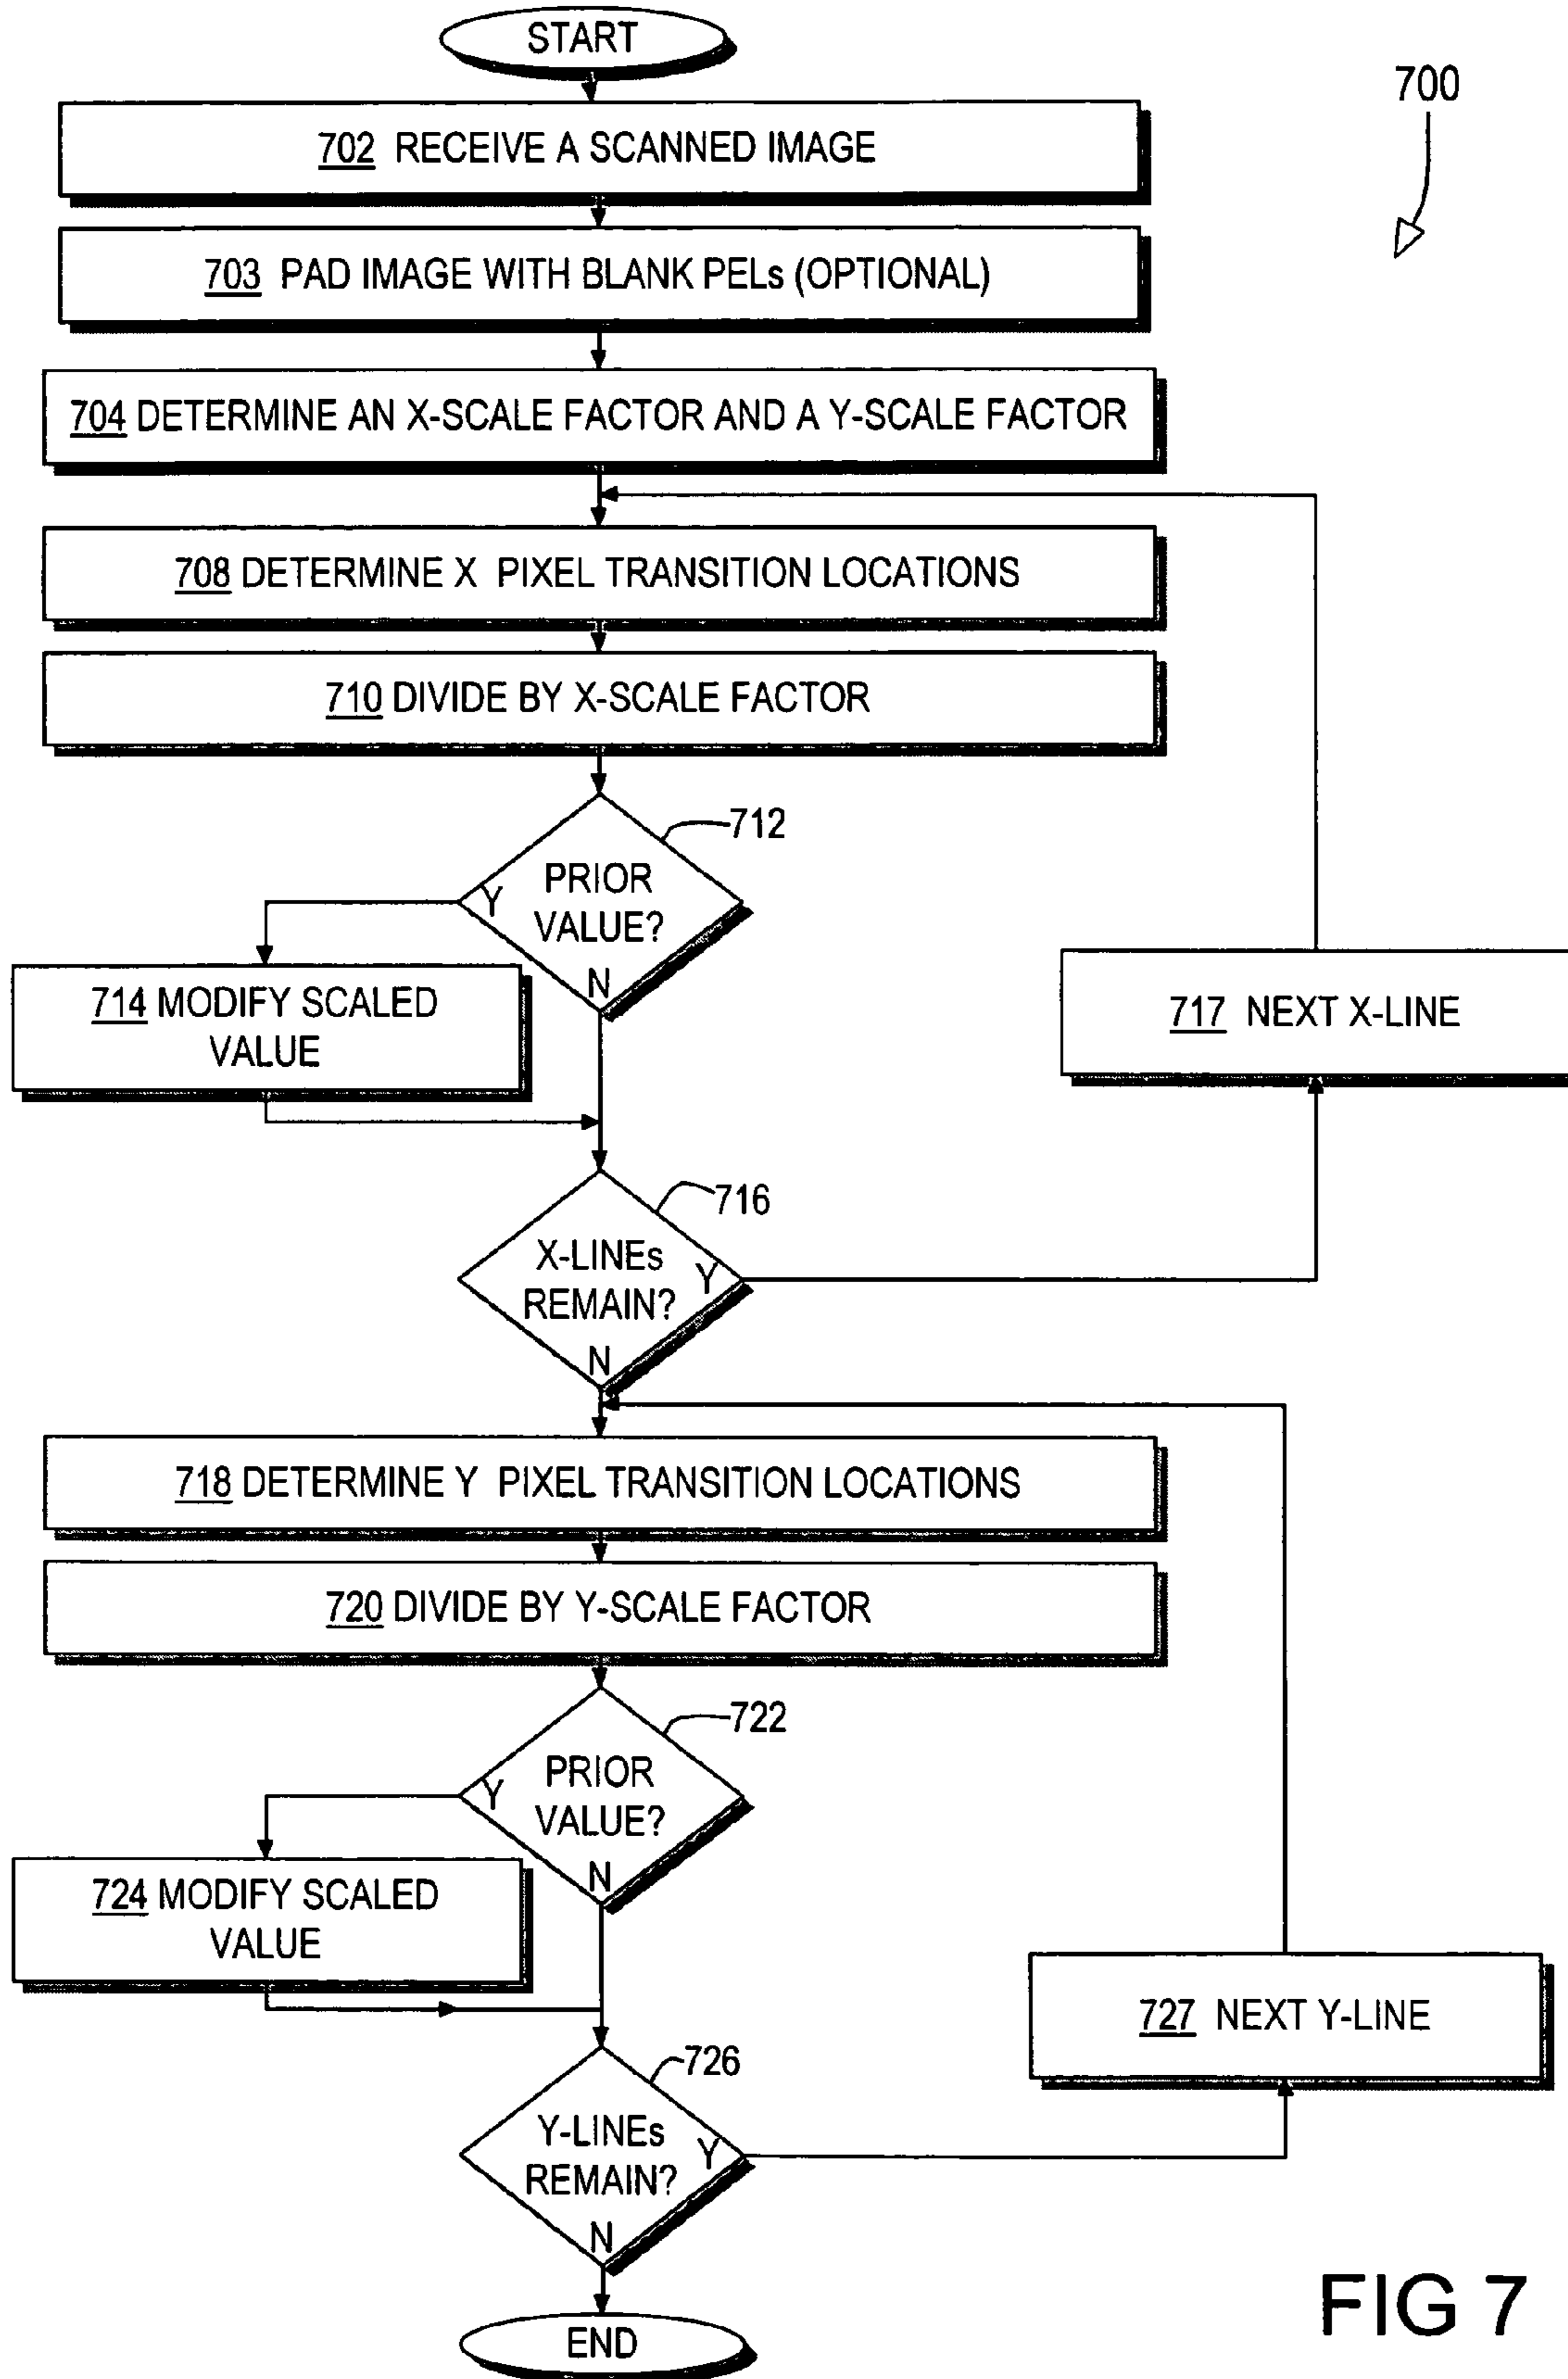 START
700
702 RECEIVE A SCANNED IMAGE
703 PAD IMAGE WITH BLANK PELs (OPTIONAL)
704 DETERMINE AN X-SCALE FACTOR AND A Y-SCALE FACTOR
708 DETERMINE X PIXEL TRANSITION LOCATIONS
710 DIVIDE BY X-SCALE FACTOR
712
PRIOR
VALUE?
Y
N
714 MODIFY SCALED
VALUE
717 NEXT X-LINE
716
X-LINEs
REMAIN?
Y
N
718 DETERMINE Y PIXEL TRANSITION LOCATIONS
720 DIVIDE BY Y-SCALE FACTOR
722
PRIOR
VALUE?
Y
N
724 MODIFY SCALED
VALUE
727 NEXT Y-LINE
726
Y-LINEs
REMAIN?
Y
N
END
FIG 7